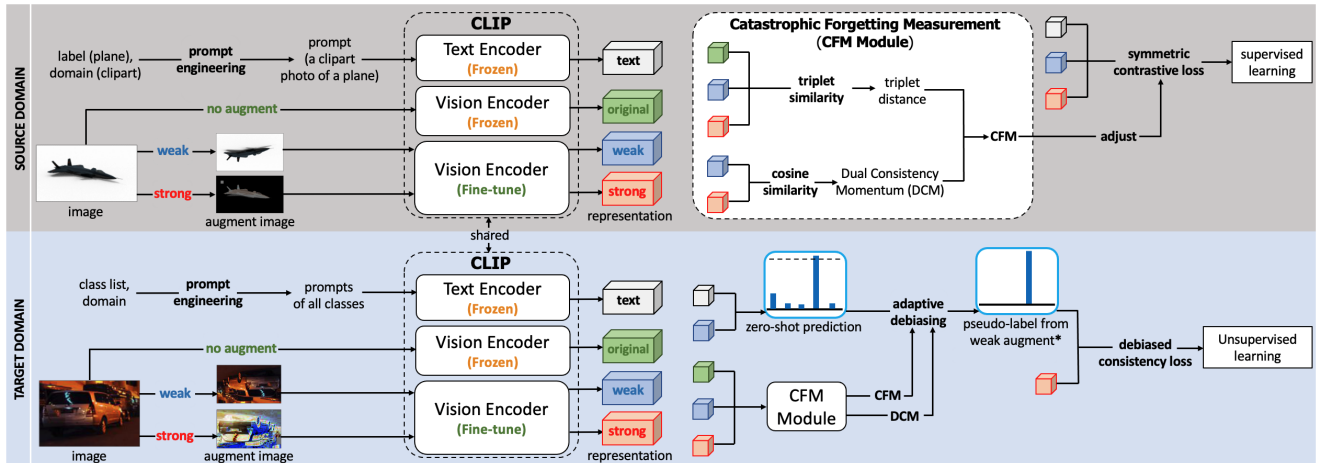 SOURCE DOMAIN
label (plane),
domain (clipart)
prompt
engineering
prompt
(a clipart
photo of a plane)
no augment
weak
strong
image
augment image
CLIP
Text Encoder
(Frozen)
Vision Encoder
(Frozen)
Vision Encoder
(Fine-tune)
text
original
weak
strong
representation
Catastrophic Forgetting Measurement
(CFM Module)
triplet
similarity
triplet
distance
cosine
similarity
Dual Consistency
Momentum (DCM)
CFM
adjust
symmetric
contrastive loss
supervised
learning
shared
TARGET DOMAIN
class list,
domain
prompt
engineering
prompts
of all classes
no augment
weak
strong
image
augment image
CLIP
Text Encoder
(Frozen)
Vision Encoder
(Frozen)
Vision Encoder
(Fine-tune)
text
original
weak
strong
representation
zero-shot prediction
adaptive
debiasing
pseudo-label from
weak augment*
CFM
Module
CFM
DCM
debiased
consistency loss
Unsupervised
learning